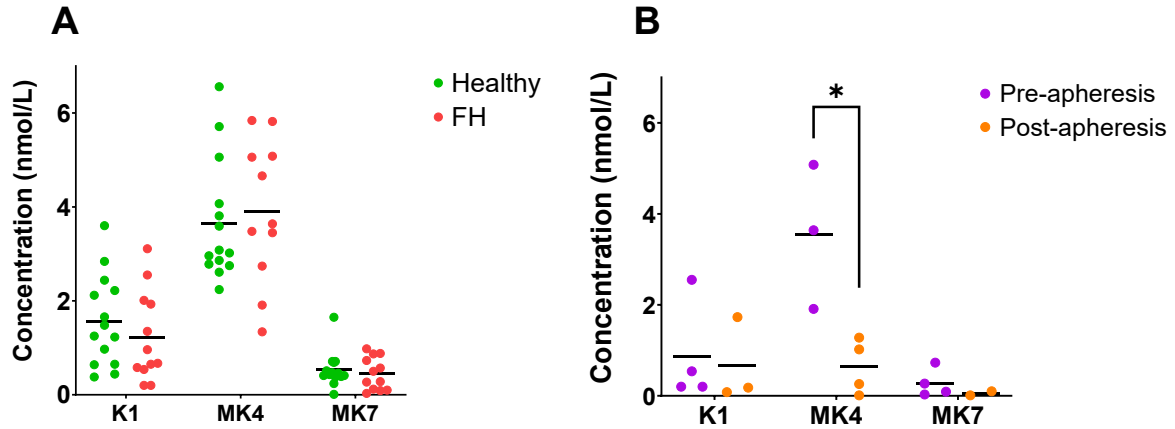 A
Concentration (nmol/L)
6
4
2
0
K1 MK4 MK7
Healthy
FH
B
Concentration (nmol/L)
6
4
2
0
*
K1 MK4 MK7
Pre-apheresis
Post-apheresis